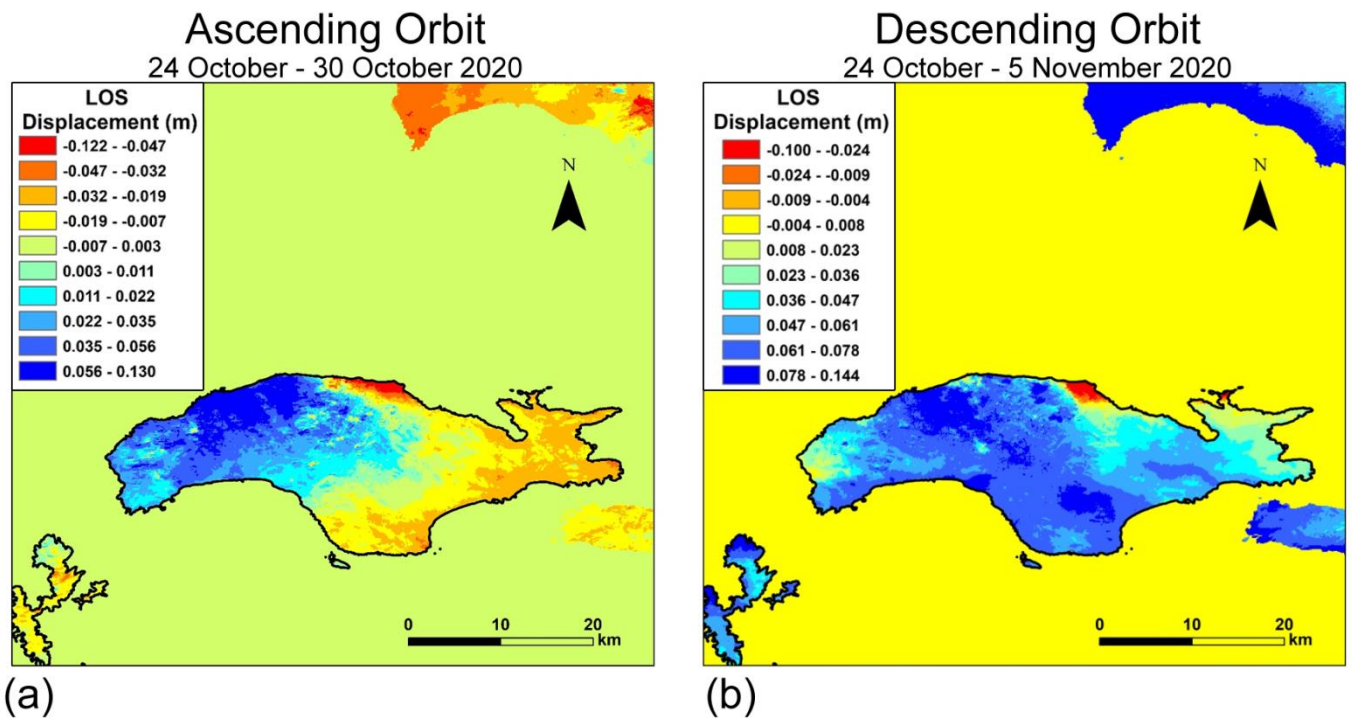 Ascending Orbit
24 October - 30 October 2020
LOS
Displacement (m)
-0.122 - -0.047
-0.047 - -0.032
-0.032 - -0.019
-0.019 - -0.007
-0.007 - 0.003
0.003 - 0.011
0.011 - 0.022
0.022 - 0.035
0.035 - 0.056
0.056 - 0.130
N
0 10 20
km
(a)
Descending Orbit
24 October - 5 November 2020
LOS
Displacement (m)
-0.100 - -0.024
-0.024 - -0.009
-0.009 - -0.004
-0.004 - 0.008
0.008 - 0.023
0.023 - 0.036
0.036 - 0.047
0.047 - 0.061
0.061 - 0.078
0.078 - 0.144
N
0 10 20
km
(b)